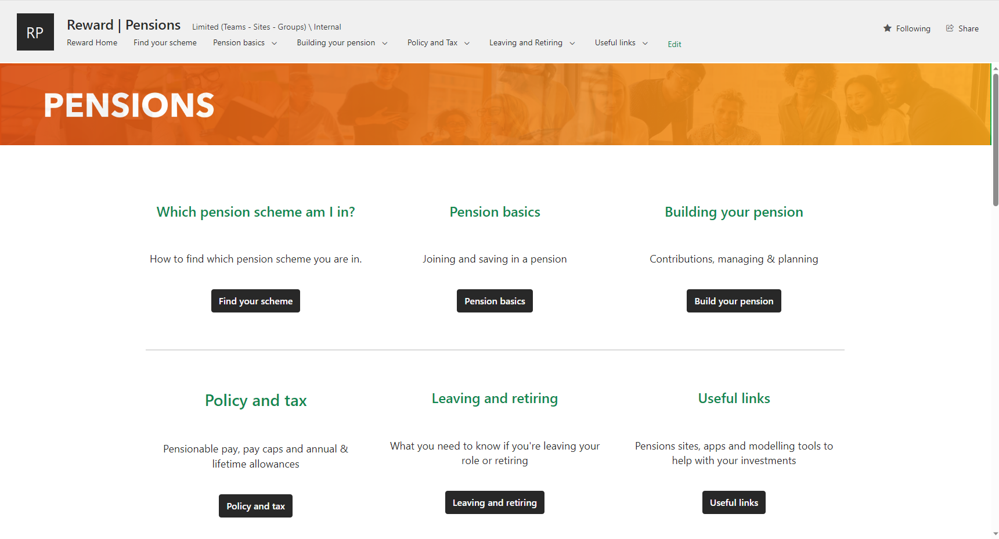 RP
Reward | Pensions Limited (Teams - Sites - Groups) \ Internal
Following Share
Reward Home Find your scheme Pension basics Building your pension Policy and Tax Leaving and Retiring Useful links Edit
PENSIONS
Which pension scheme am I in?
How to find which pension scheme you are in.
Find your scheme
Pension basics
Joining and saving in a pension
Pension basics
Building your pension
Contributions, managing & planning
Build your pension
Policy and tax
Pensionable pay, pay caps and annual &
lifetime allowances
Policy and tax
Leaving and retiring
What you need to know if you're leaving your
role or retiring
Leaving and retiring
Useful links
Pensions sites, apps and modelling tools to
help with your investments
Useful links